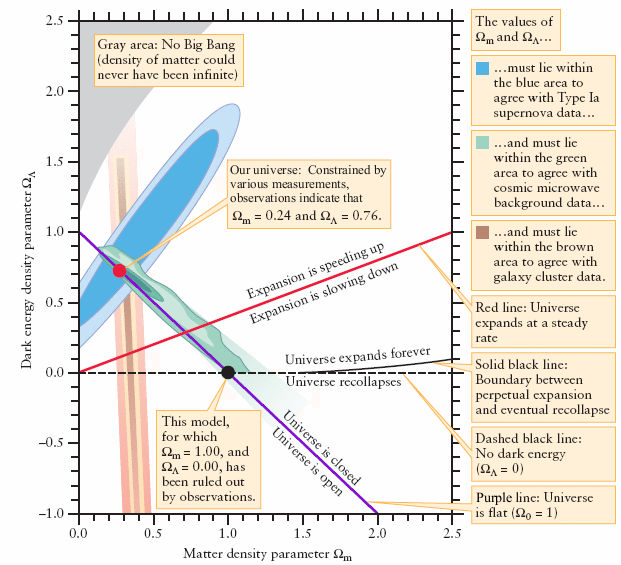 Gray area: No Big Bang
(density of matter could
never have been infinite)
Our universe: Constrained by
various measurements,
observations indicate that
Ωm = 0.24 and ΩΛ = 0.76.
Expansion is speeding up
Expansion is slowing down
Universe expands forever
Universe recollapses
Universe is closed
Universe is open
This model,
for which
Ωm = 1.00, and
ΩΛ = 0.00, has
been ruled out
by observations.
Dark energy density parameter ΩΛ
2.5
2.0
1.5
1.0
0.5
0.0
−0.5
−1.0
0.0
0.5
1.0
1.5
2.0
2.5
Matter density parameter Ωm
The values of
Ωm and ΩΛ...
...must lie within
the blue area to
agree with Type Ia
supernova data...
...and must lie
within the green
area to agree with
cosmic microwave
background data...
...and must lie
within the brown
area to agree with
galaxy cluster data.
Red line: Universe
expands at a steady
rate
Solid black line:
Boundary between
perpetual expansion
and eventual recollapse
Dashed black line:
No dark energy
(ΩΛ = 0)
Purple line: Universe
is flat (Ω0 = 1)